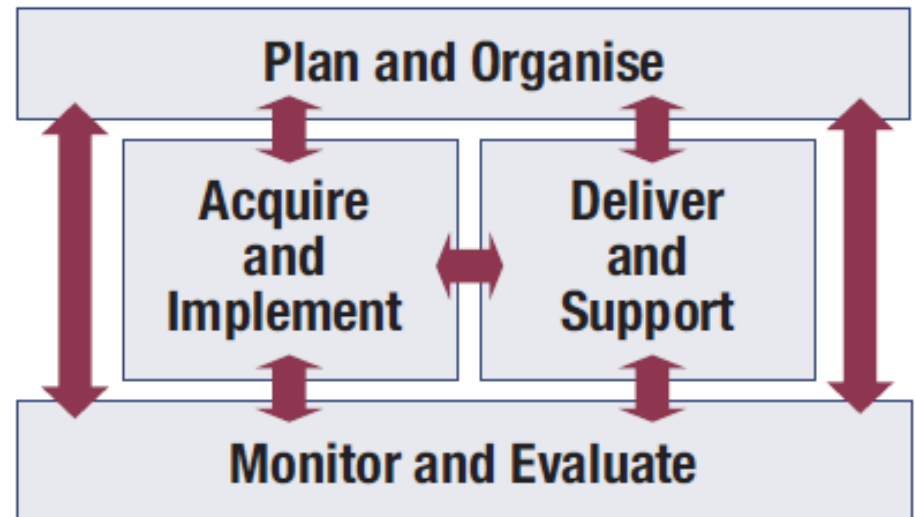 Plan and Organise
Acquire
and
Implement
Deliver
and
Support
Monitor and Evaluate